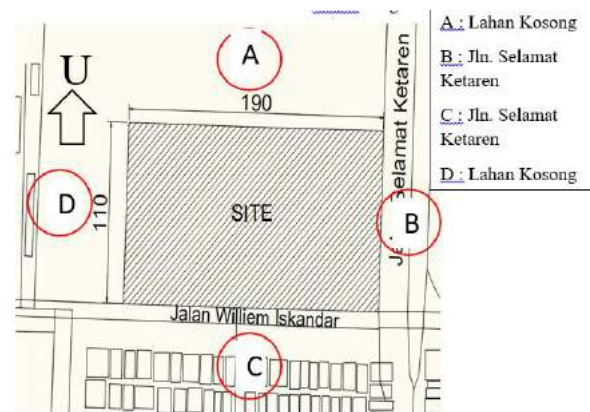 A
U
190
D
110
SITE
Selamat Ketaren
B
Jalan Williem Iskandar
C
A : Lahan Kosong
B : Jln. Selamat
Ketaren
C : Jln. Selamat
Ketaren
D : Lahan Kosong